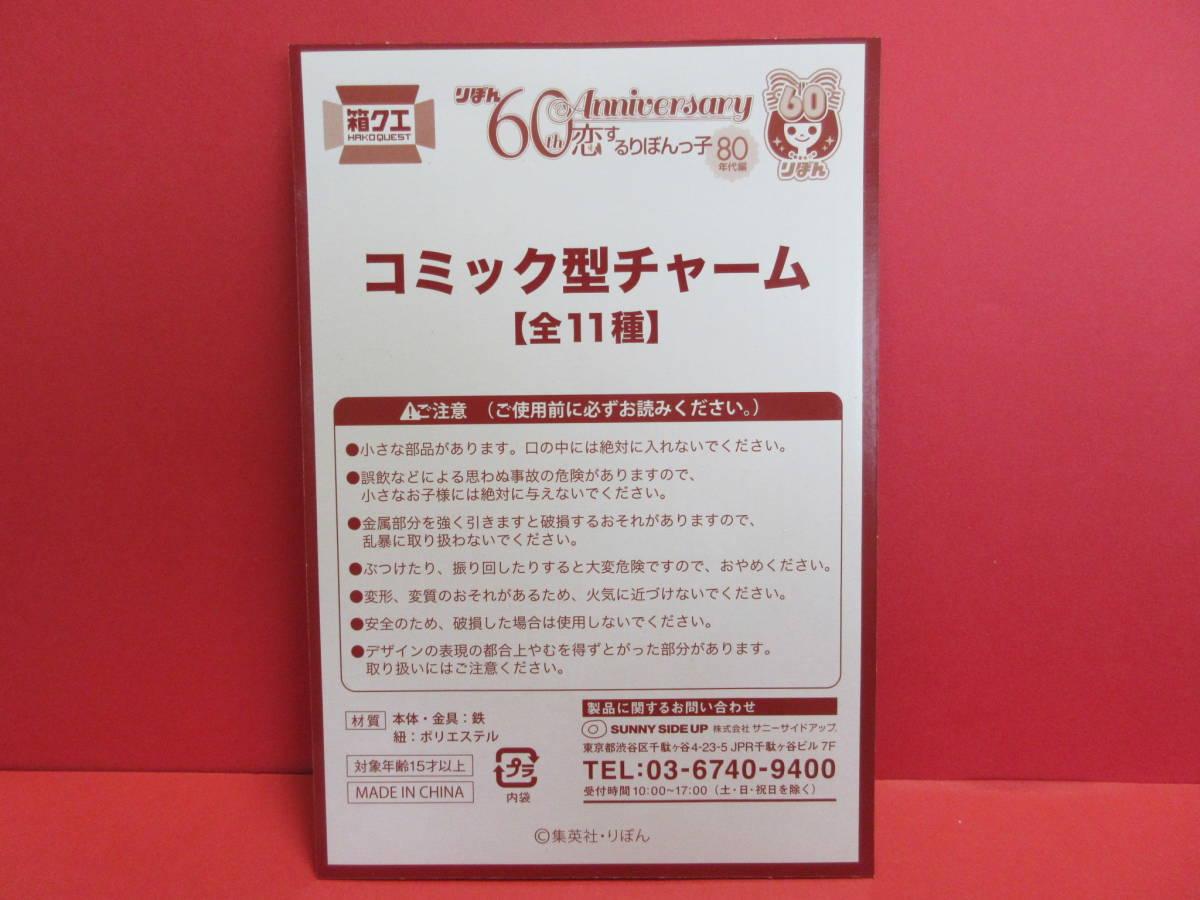 箱クエ
HAKO QUEST
りぼん
60th Anniversary
恋するりぼんっ子
80
年代編
60
りぼん
コミック型チャーム
【全11種】
ご注意 （ご使用前に必ずお読みください。）
●小さな部品があります。口の中には絶対に入れないでください。
●誤飲などによる思わぬ事故の危険がありますので、
小さなお子様には絶対に与えないでください。
●金属部分を強く引きますと破損するおそれがありますので、
乱暴に取り扱わないでください。
●ぶつけたり、振り回したりすると大変危険ですので、おやめください。
●変形、変質のおそれがあるため、火気に近づけないでください。
●安全のため、破損した場合は使用しないでください。
●デザインの表現の都合上やむを得ずとがった部分があります。
取り扱いにはご注意ください。
材質 本体・金具：鉄
紐：ポリエステル
対象年齢15才以上
MADE IN CHINA
プラ
内袋
製品に関するお問い合わせ
SUNNY SIDE UP 株式会社 サニーサイドアップ
東京都渋谷区千駄ヶ谷4-23-5 JPR千駄ヶ谷ビル 7F
TEL:03-6740-9400
受付時間 10:00~17:00 （土・日・祝日を除く）
©集英社・りぼん